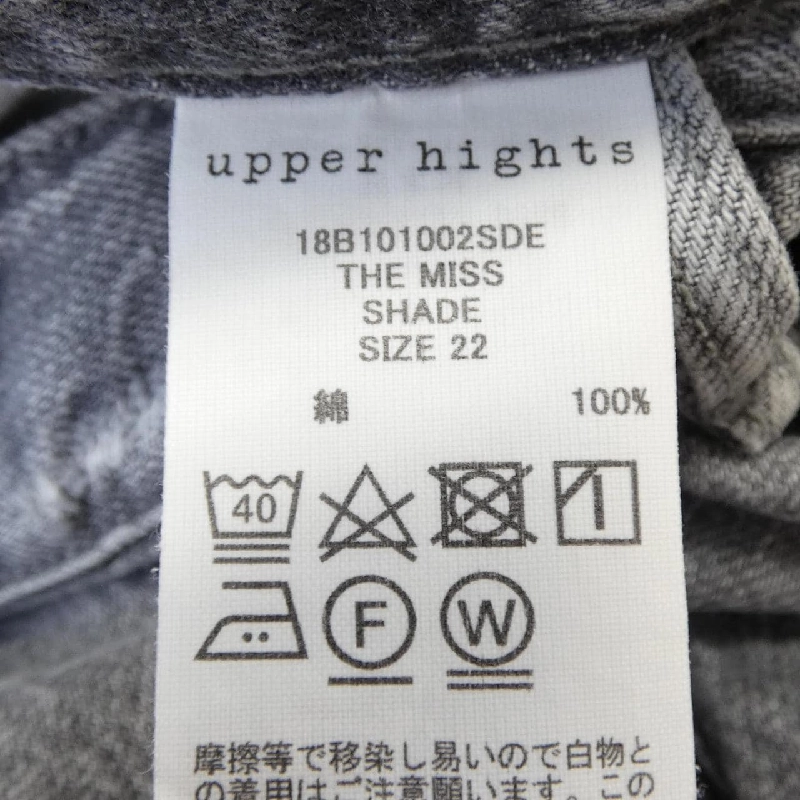 upper hights
18B101002SDE
THE MISS
SHADE
SIZE 22
綿 100%
40
F W
摩擦等で移染し易いので白物と
の着用はご注意願います。この